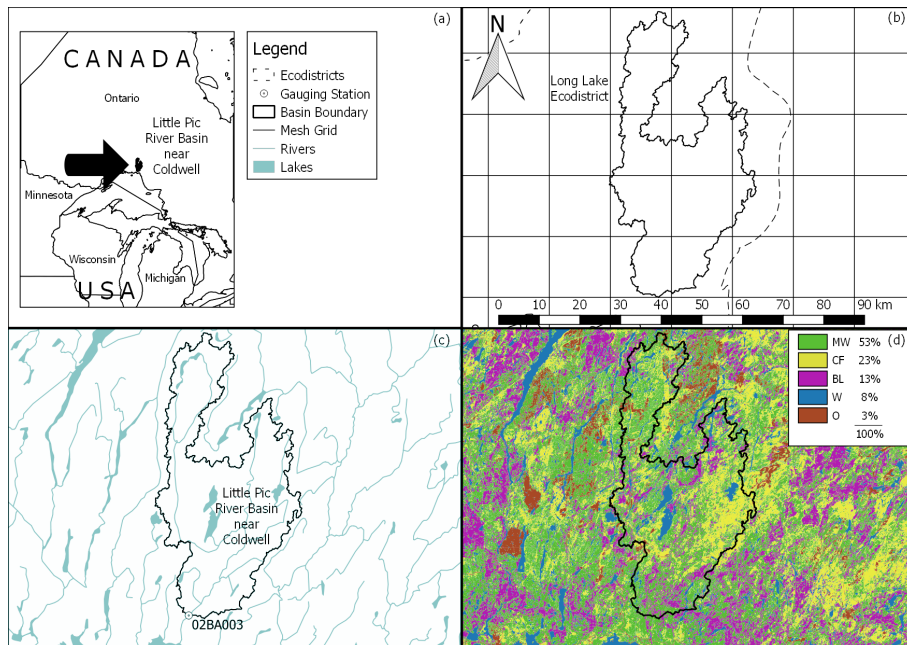 (a)
CANADA
Ontario
Little Pic
River Basin
near
Coldwell
Minnesota
Wisconsin
Michigan
USA
Legend
Ecodistricts
Gauging Station
Basin Boundary
Mesh Grid
Rivers
Lakes
(b)
N
Long Lake
Ecodistrict
0 10 20 30 40 50 60 70 80 90 km
(c)
Little Pic
River Basin
near
Coldwell
02BA003
(d)
MW 53%
CF 23%
BL 13%
W 8%
O 3%
100%